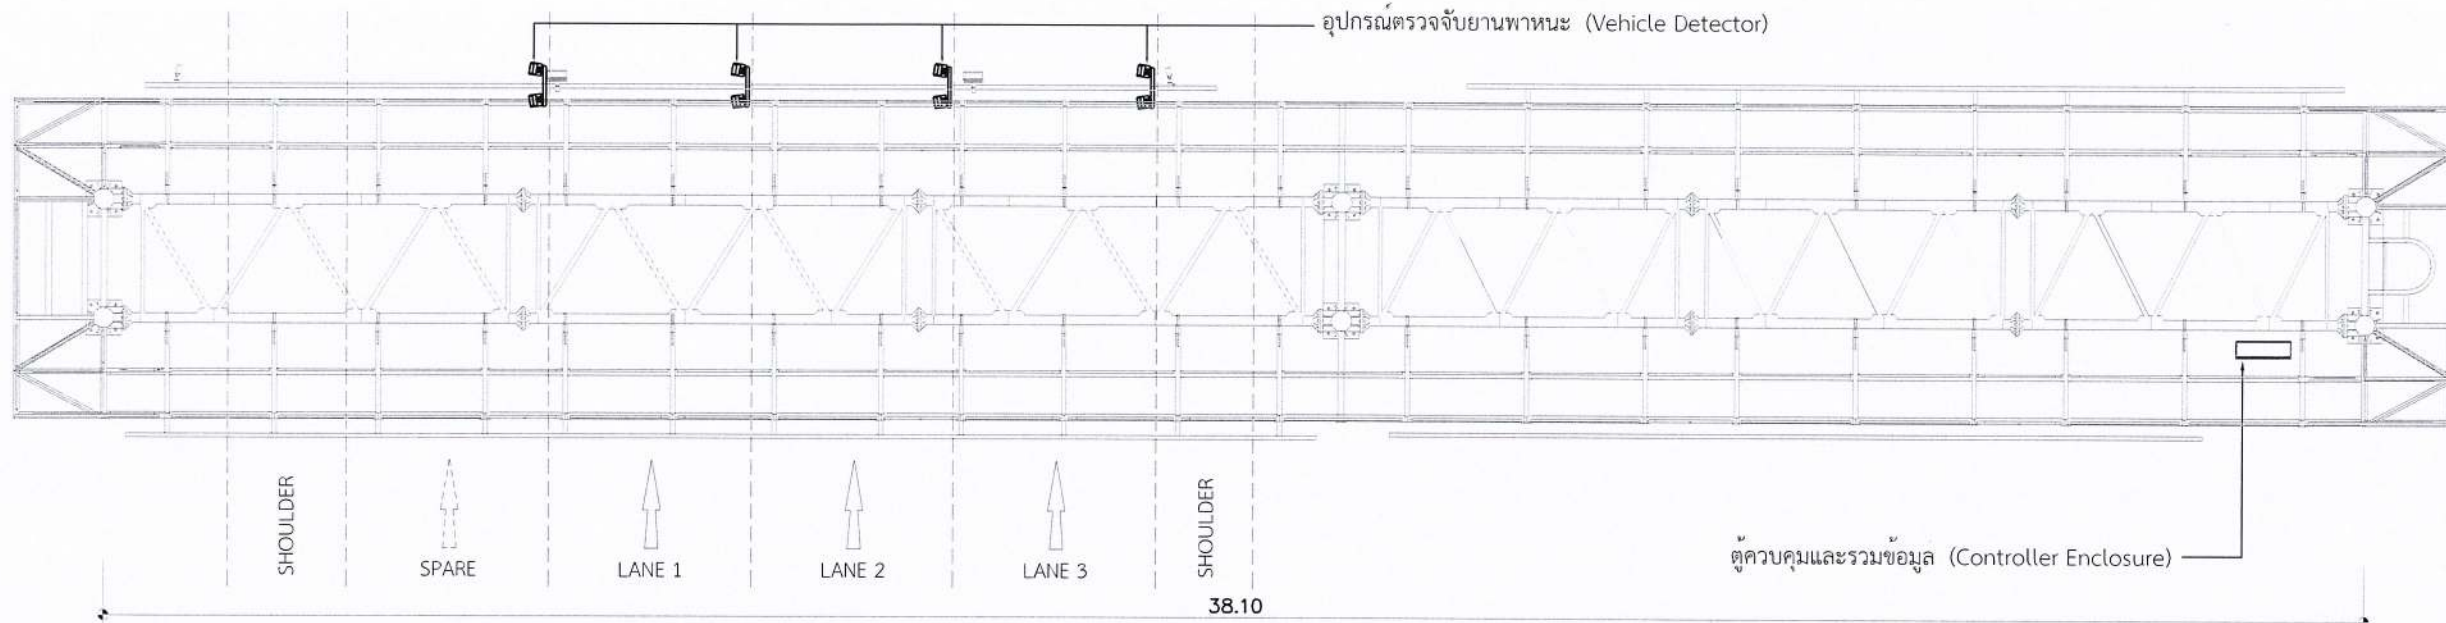 อุปกรณ์ตรวจจับยานพาหนะ (Vehicle Detector)
SHOULDER
SPARE
LANE 1
LANE 2
LANE 3
SHOULDER
ตู้ควบคุมและรวมข้อมูล (Controller Enclosure)
38.10